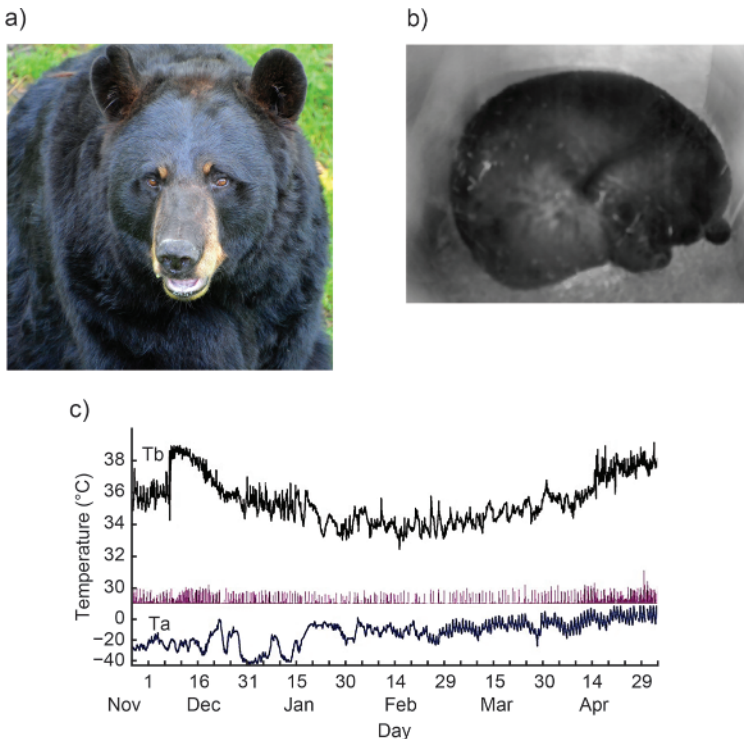 a)
b)
c)
Temperature (°C)
Tb
38
36
34
32
30
Ta
0
−20
−40
1 16 31 15 30 14 29 15 30 14 29
Nov Dec Jan Feb Mar Apr
Day